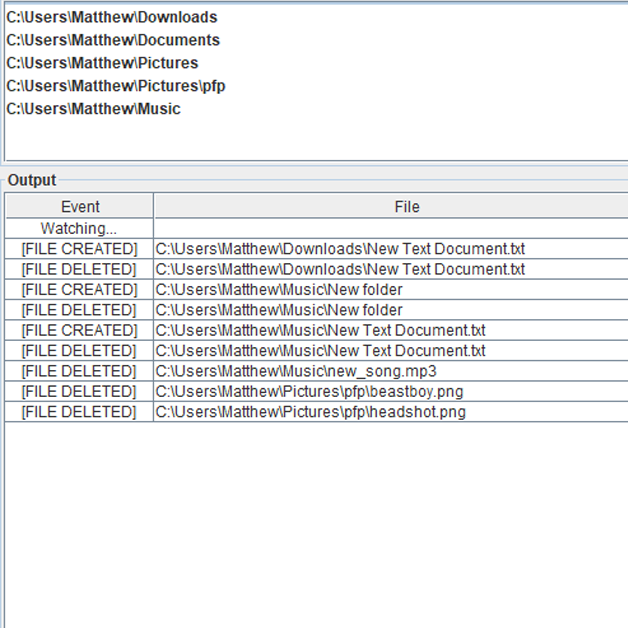 C:\Users\Matthew\Downloads
C:\Users\Matthew\Documents
C:\Users\Matthew\Pictures
C:\Users\Matthew\Pictures\pfp
C:\Users\Matthew\Music
Output
Event File
Watching...
[FILE CREATED] C:\Users\Matthew\Downloads\New Text Document.txt
[FILE DELETED] C:\Users\Matthew\Downloads\New Text Document.txt
[FILE CREATED] C:\Users\Matthew\Music\New folder
[FILE DELETED] C:\Users\Matthew\Music\New folder
[FILE CREATED] C:\Users\Matthew\Music\New Text Document.txt
[FILE DELETED] C:\Users\Matthew\Music\New Text Document.txt
[FILE DELETED] C:\Users\Matthew\Music\new_song.mp3
[FILE DELETED] C:\Users\Matthew\Pictures\pfp\beastboy.png
[FILE DELETED] C:\Users\Matthew\Pictures\pfp\headshot.png